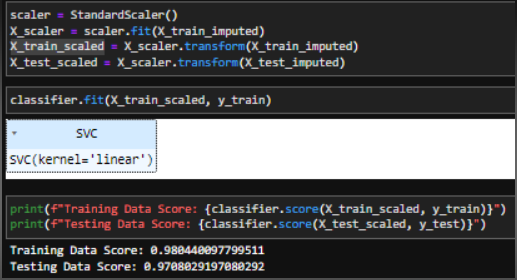 scaler = StandardScaler()
X_scaler = scaler.fit(X_train_imputed)
X_train_scaled = X_scaler.transform(X_train_imputed)
X_test_scaled = X_scaler.transform(X_test_imputed)
classifier.fit(X_train_scaled, y_train)
SVC
SVC(kernel='linear')
print(f"Training Data Score: {classifier.score(X_train_scaled, y_train)}")
print(f"Testing Data Score: {classifier.score(X_test_scaled, y_test)}")
Training Data Score: 0.980440097799511
Testing Data Score: 0.9708029197080292